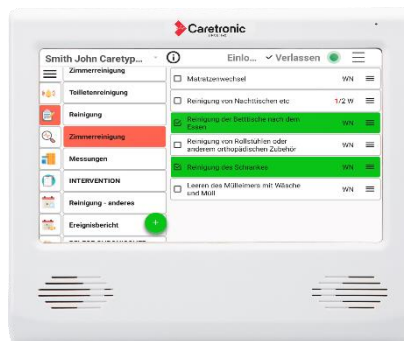 Caretronic
Smith John Caretyp...
Einlo...
Verlassen
Zimmerreinigung
Toilletenreinigung
Reinigung
Zimmerreinigung
Messungen
INTERVENTION
Reinigung - anderes
Ereignisbericht
Matratzenwechsel WN
Reinigung von Nachttischen etc 1/2 W
Reinigung der Betttische nach dem
Essen WN
Reinigung von Rollstühlen oder
anderem orthopädischen Zubehör WN
Reinigung des Schrankes WN
Leeren des Mülleimers mit Wäsche
und Müll WN